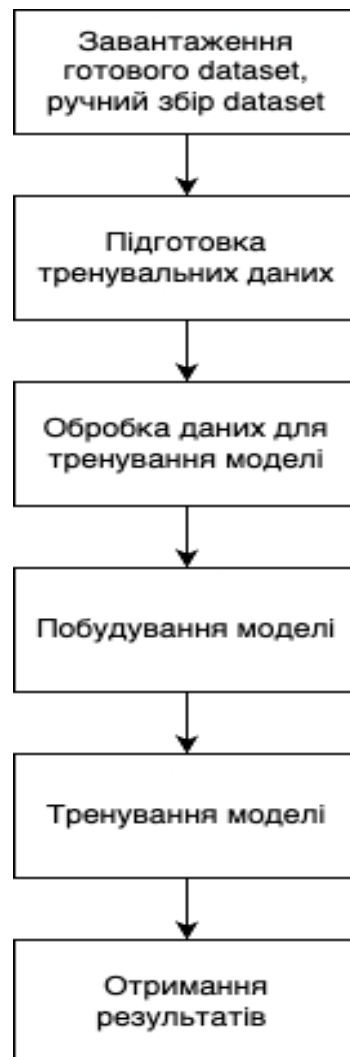 Завантаження
готового dataset,
ручний збір dataset
Підготовка
тренувальних даних
Обробка даних для
тренування моделі
Побудування моделі
Тренування моделі
Отримання
результатів